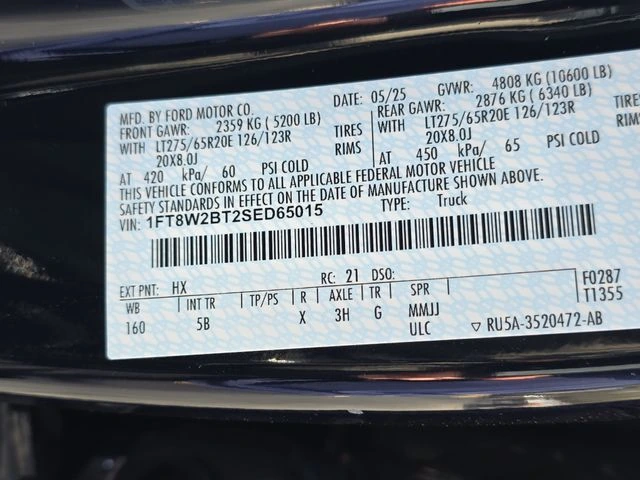 MFD. BY FORD MOTOR CO.
DATE: 05/25 GVWR: 4808 KG (10600 LB)
FRONT GAWR: 2359 KG ( 5200 LB) REAR GAWR: 2876 KG ( 6340 LB)
WITH LT275/65R20E 126/123R TIRES WITH LT275/65R20E 126/123R TIRES
20X8.0J RIMS 20X8.0J RIMS
AT 420 kPa/ 60 PSI COLD AT 450 kPa/ 65 PSI COLD
THIS VEHICLE CONFORMS TO ALL APPLICABLE FEDERAL MOTOR VEHICLE
SAFETY STANDARDS IN EFFECT ON THE DATE OF MANUFACTURE SHOWN ABOVE.
VIN: 1FT8W2BT2SED65015 TYPE: Truck
EXT PNT: HX RC: 21 DSO:
WB INT TR TP/PS R AXLE TR SPR F0287
160 5B X 3H G MMJJ T1355
ULC ▽ RU5A-3520472-AB